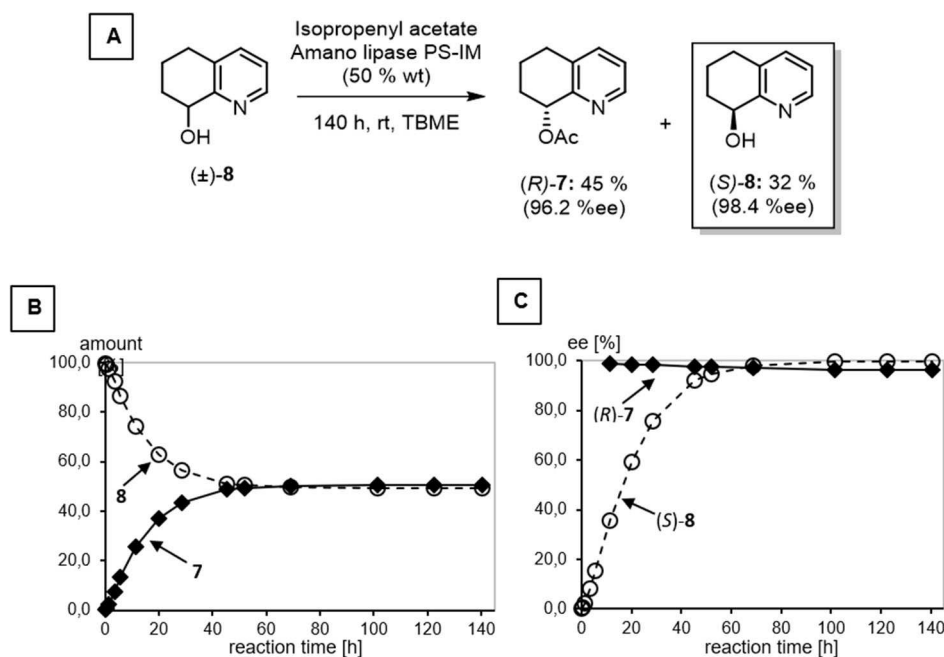 A
Isopropenyl acetate
Amano lipase PS-IM
(50 % wt)
140 h, rt, TBME
N
OH
(±)-8
N
OAc
(R)-7: 45 %
(96.2 %ee)
+
N
OH
(S)-8: 32 %
(98.4 %ee)
B
amount
100,0
80,0
60,0
40,0
20,0
0,0
8
7
0 20 40 60 80 100 120 140
reaction time [h]
C
ee [%]
100,0
80,0
60,0
40,0
20,0
0,0
(R)-7
(S)-8
0 20 40 60 80 100 120 140
reaction time [h]